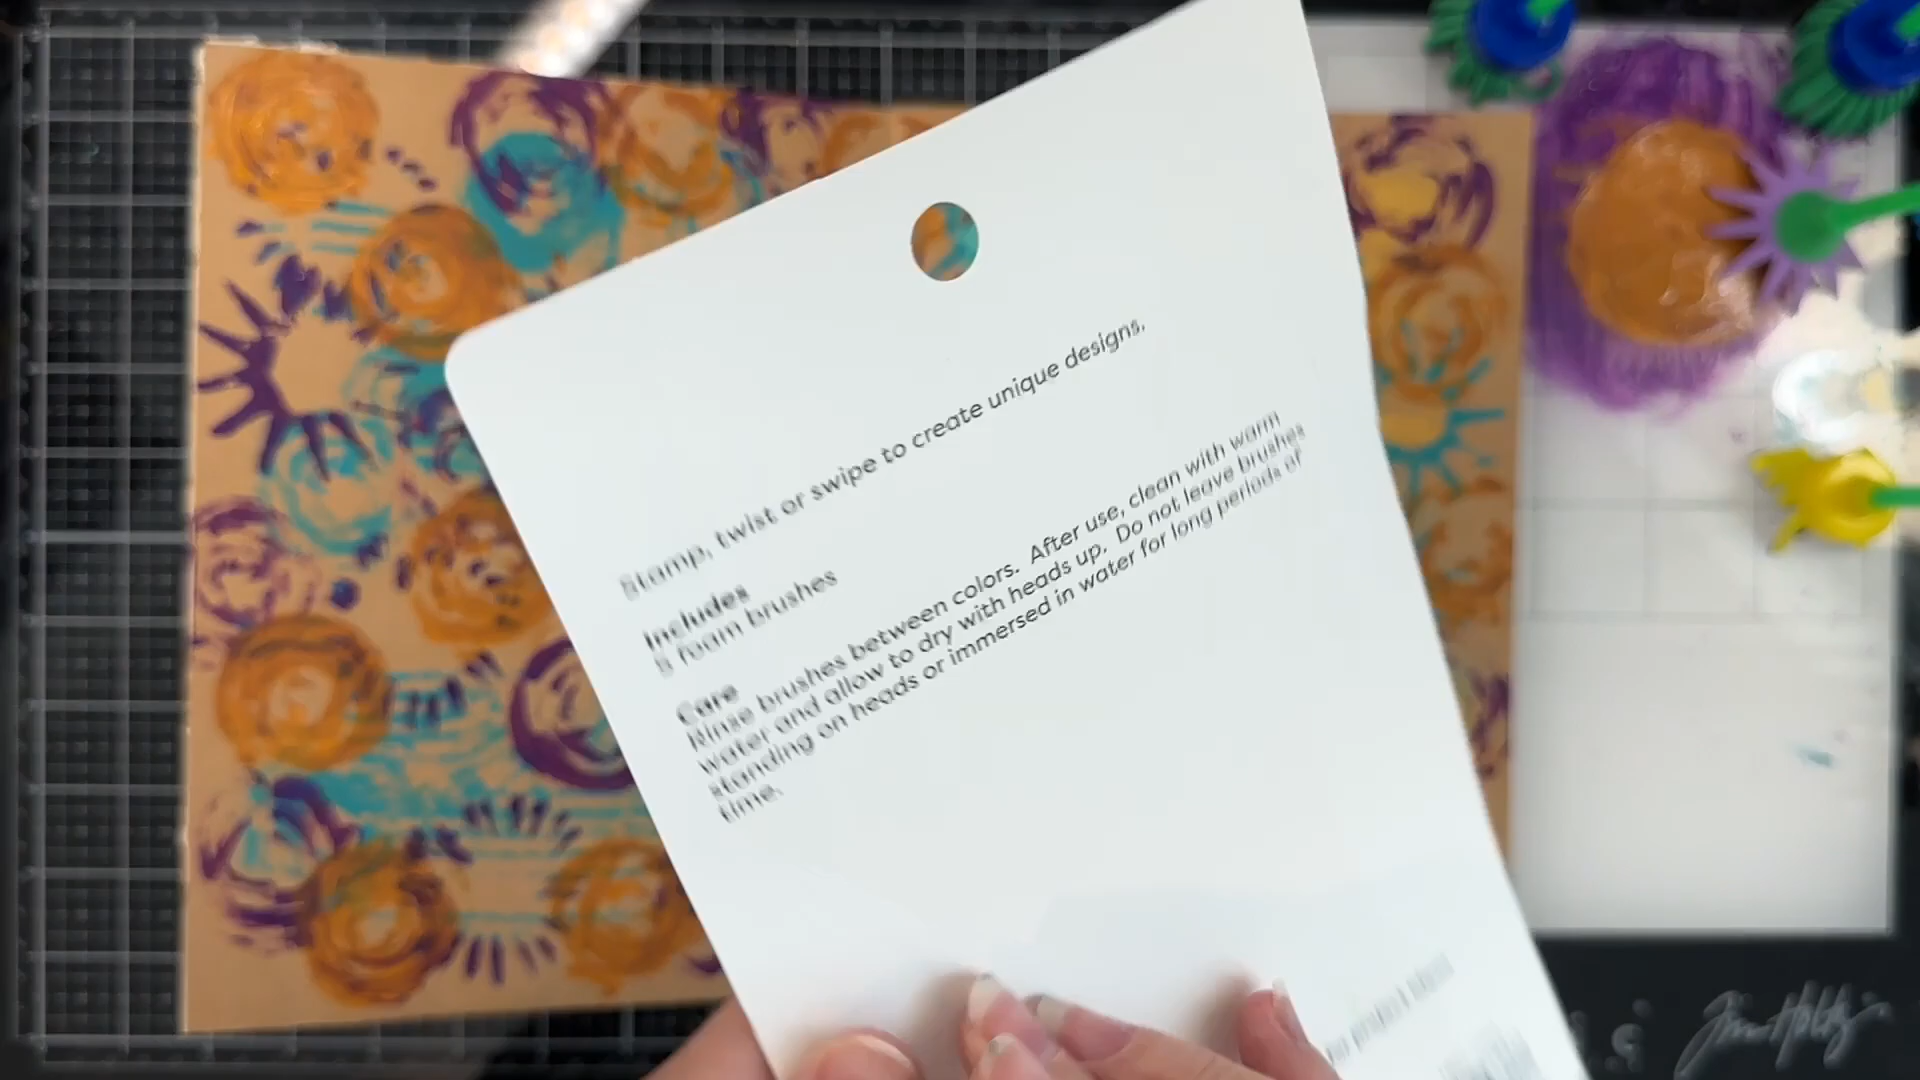 Stamp, twist or swipe to create unique designs.
Includes
5 foam brushes
Care
Rinse brushes between colors. After use, clean with warm
water and allow to dry with heads up. Do not leave brushes
standing on heads or immersed in water for long periods of
time.
Tim Holtz